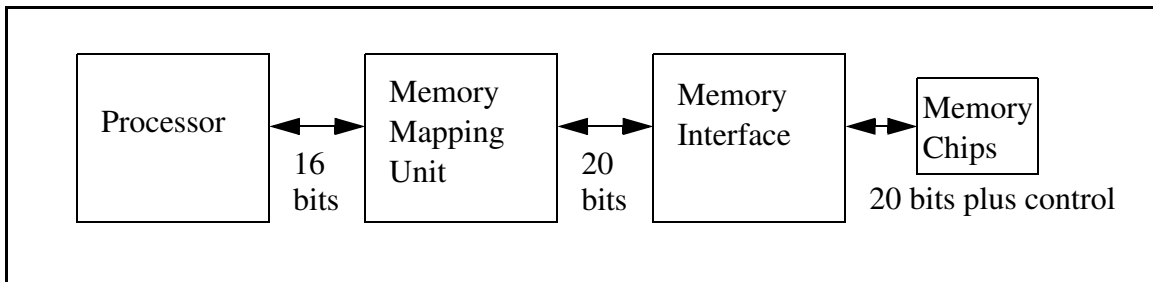 Processor
16
bits
Memory
Mapping
Unit
20
bits
Memory
Interface
Memory
Chips
20 bits plus control